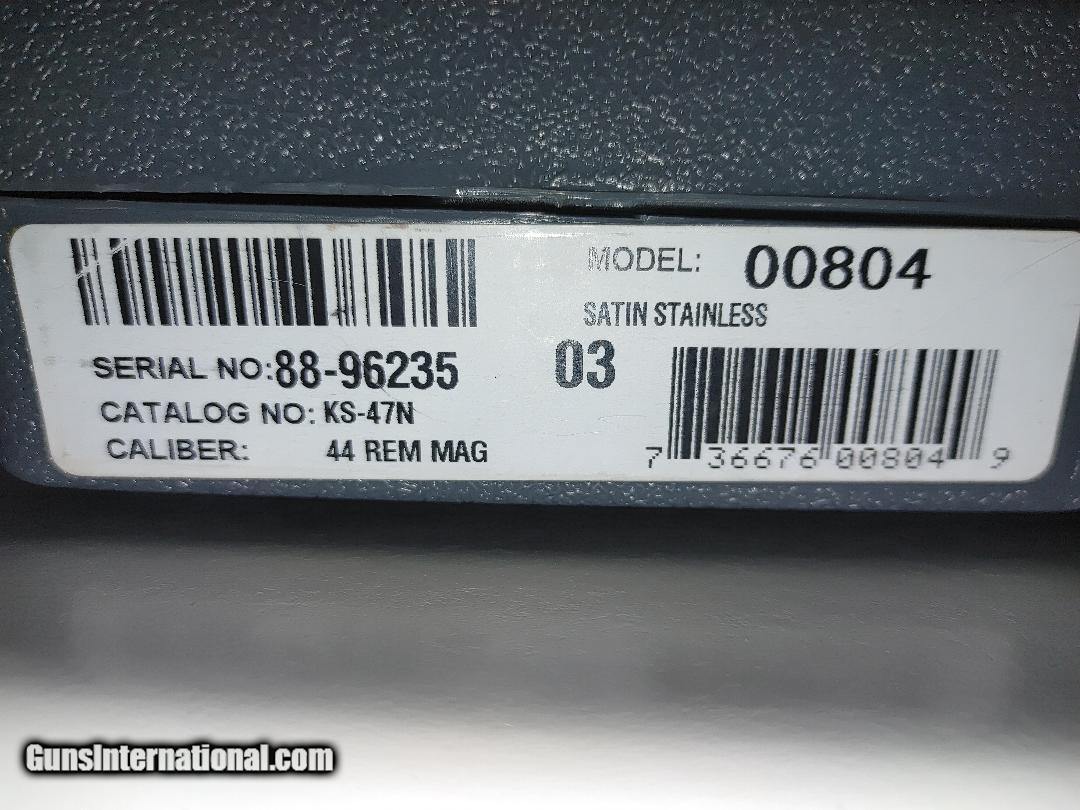 MODEL: 00804
SATIN STAINLESS
SERIAL NO: 88-96235
03
CATALOG NO: KS-47N
CALIBER: 44 REM MAG
7 36676 00804 9
GunsInternational.com